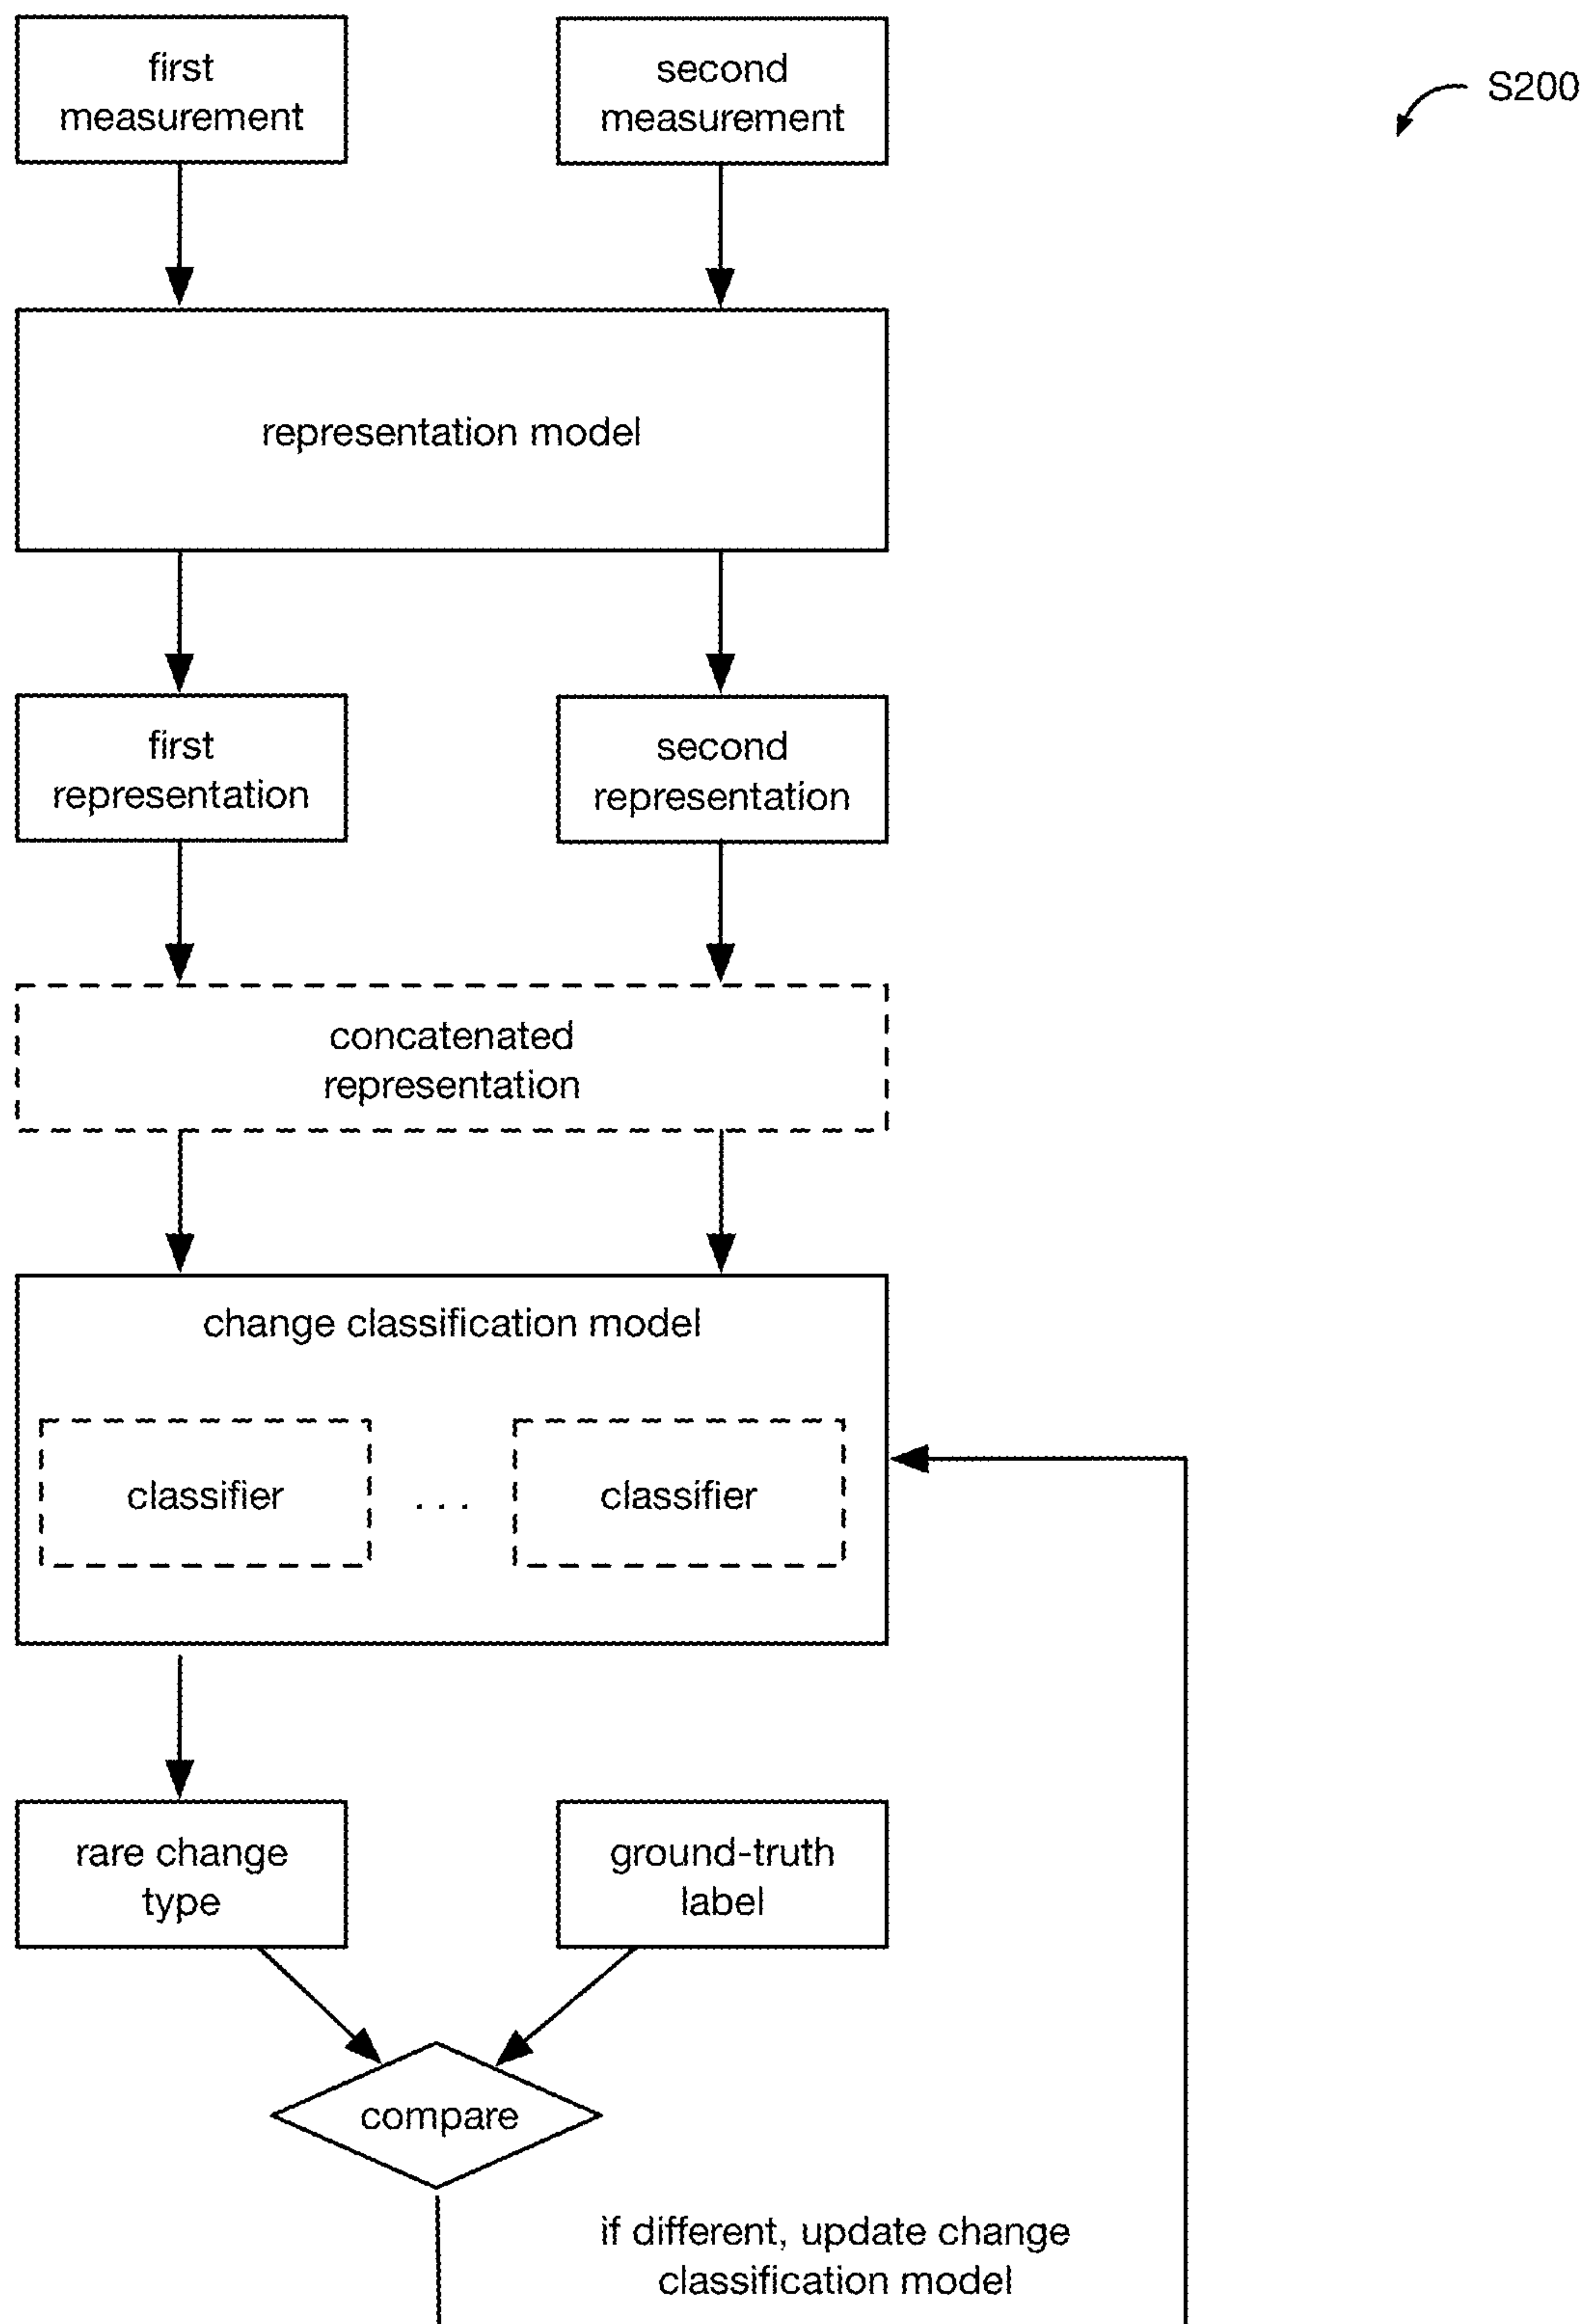 first
measurement
second
measurement
S200
representation model
first
representation
second
representation
concatenated
representation
change classification model
classifier
. . .
classifier
rare change
type
ground-truth
label
compare
if different, update change
classification model